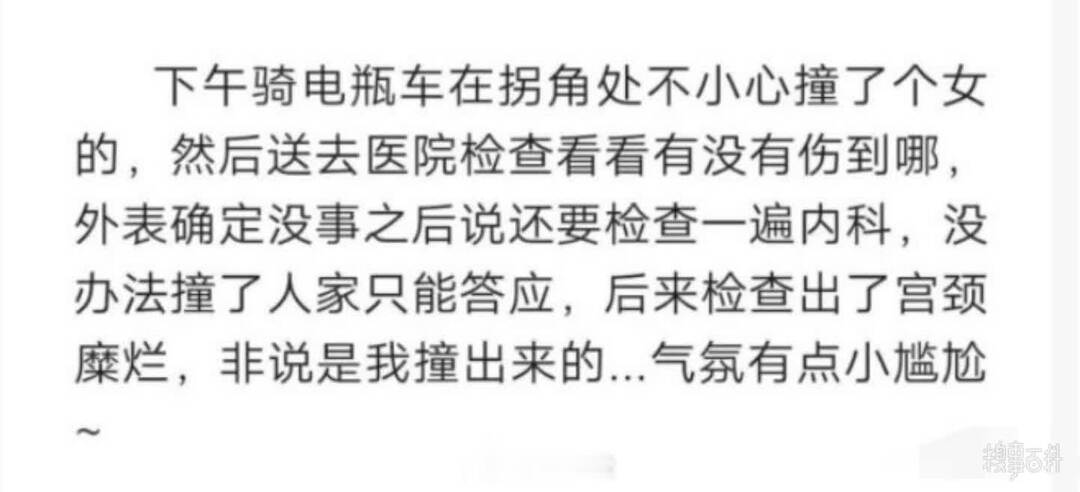 下午骑电瓶车在拐角处不小心撞了个女
的，然后送去医院检查看看有没有伤到哪，
外表确定没事之后说还要检查一遍内科，没
办法撞了人家只能答应，后来检查出了宫颈
糜烂，非说是我撞出来的...气氛有点小尴尬
~